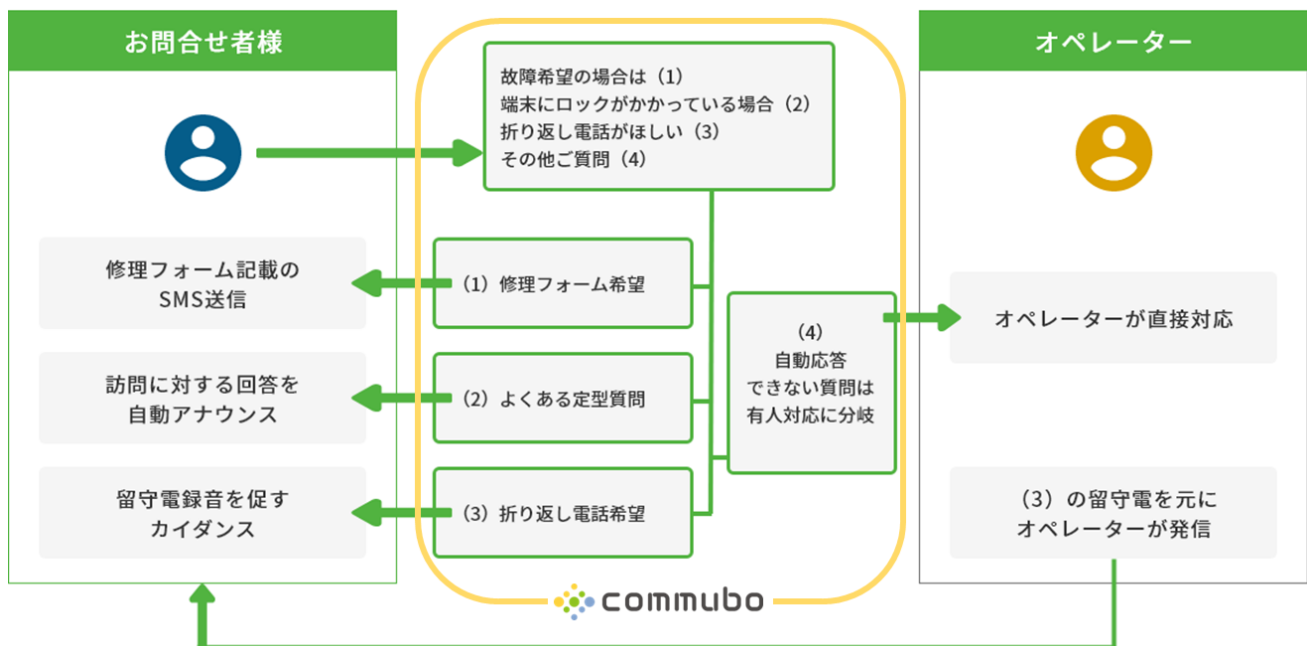 お問合せ者様
オペレーター
故障希望の場合は（1）
端末にロックがかかっている場合（2）
折り返し電話がほしい（3）
その他ご質問（4）
修理フォーム記載の
SMS送信
（1）修理フォーム希望
（4）
自動応答
できない質問は
有人対応に分岐
オペレーターが直接対応
訪問に対する回答を
自動アナウンス
（2）よくある定型質問
留守電録音を促す
カイダンス
（3）折り返し電話希望
（3）の留守電を元に
オペレーターが発信
commubo